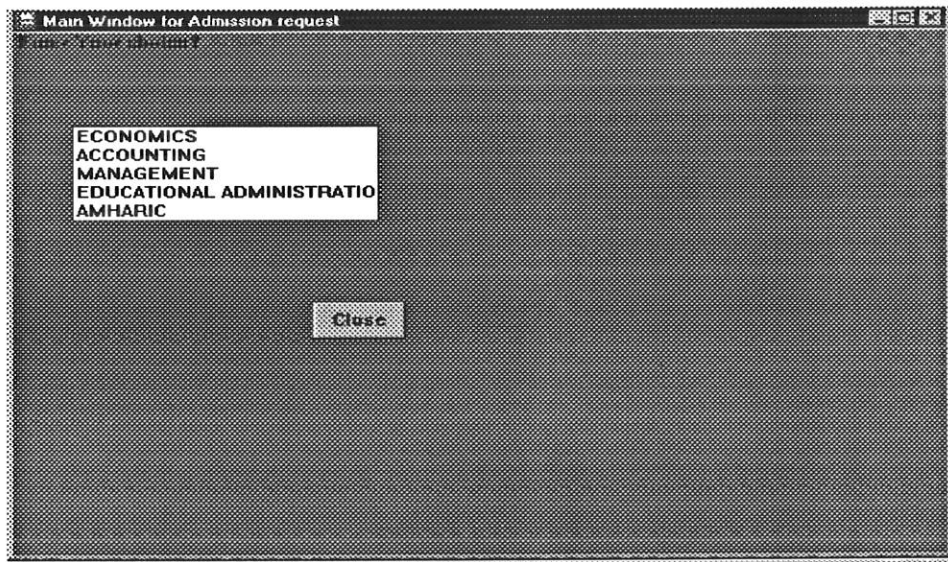 Main Window for Admission request
ECONOMICS
ACCOUNTING
MANAGEMENT
EDUCATIONAL ADMINISTRATIO
AMHARIC
Close